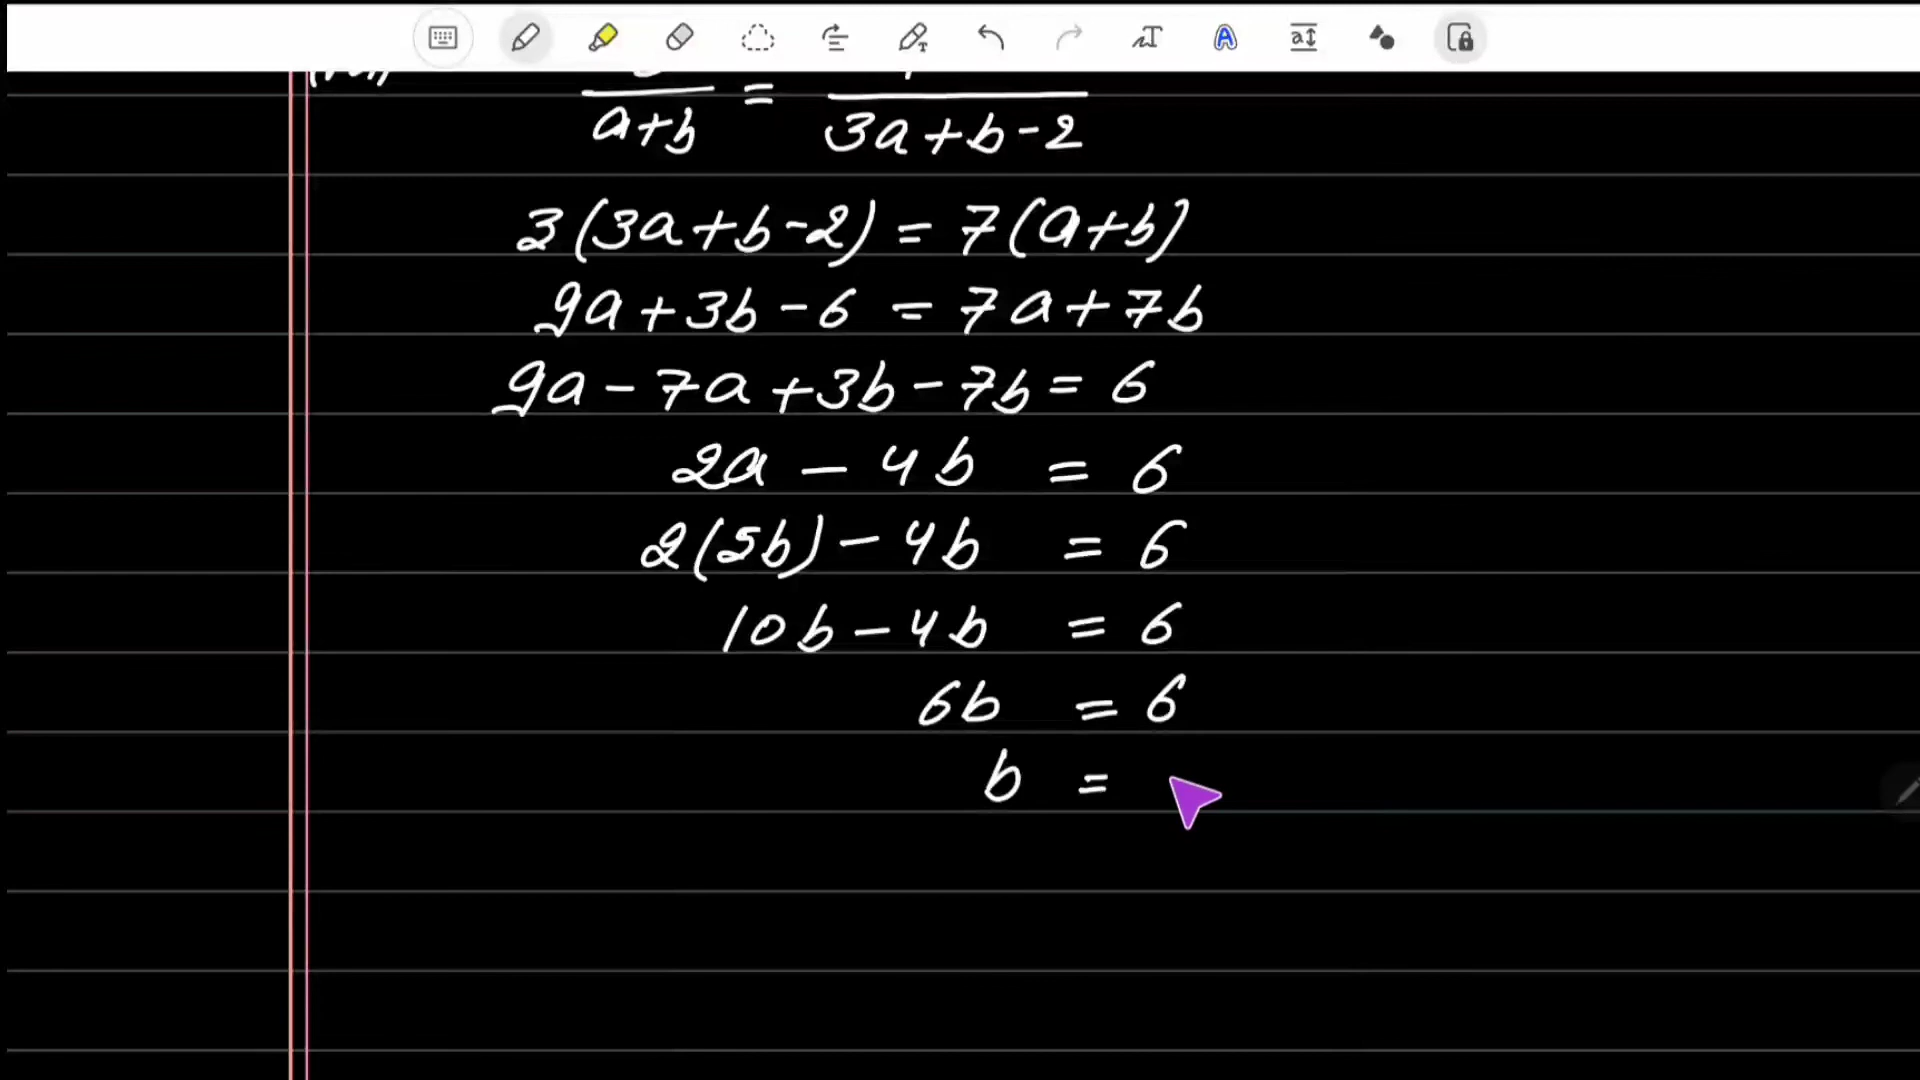 a+b = 3a+b-2
3(3a+b-2) = 7(a+b)
9a+3b-6 = 7a+7b
9a-7a+3b-7b = 6
2a-4b = 6
2(5b)-4b = 6
10b-4b = 6
6b = 6
b =